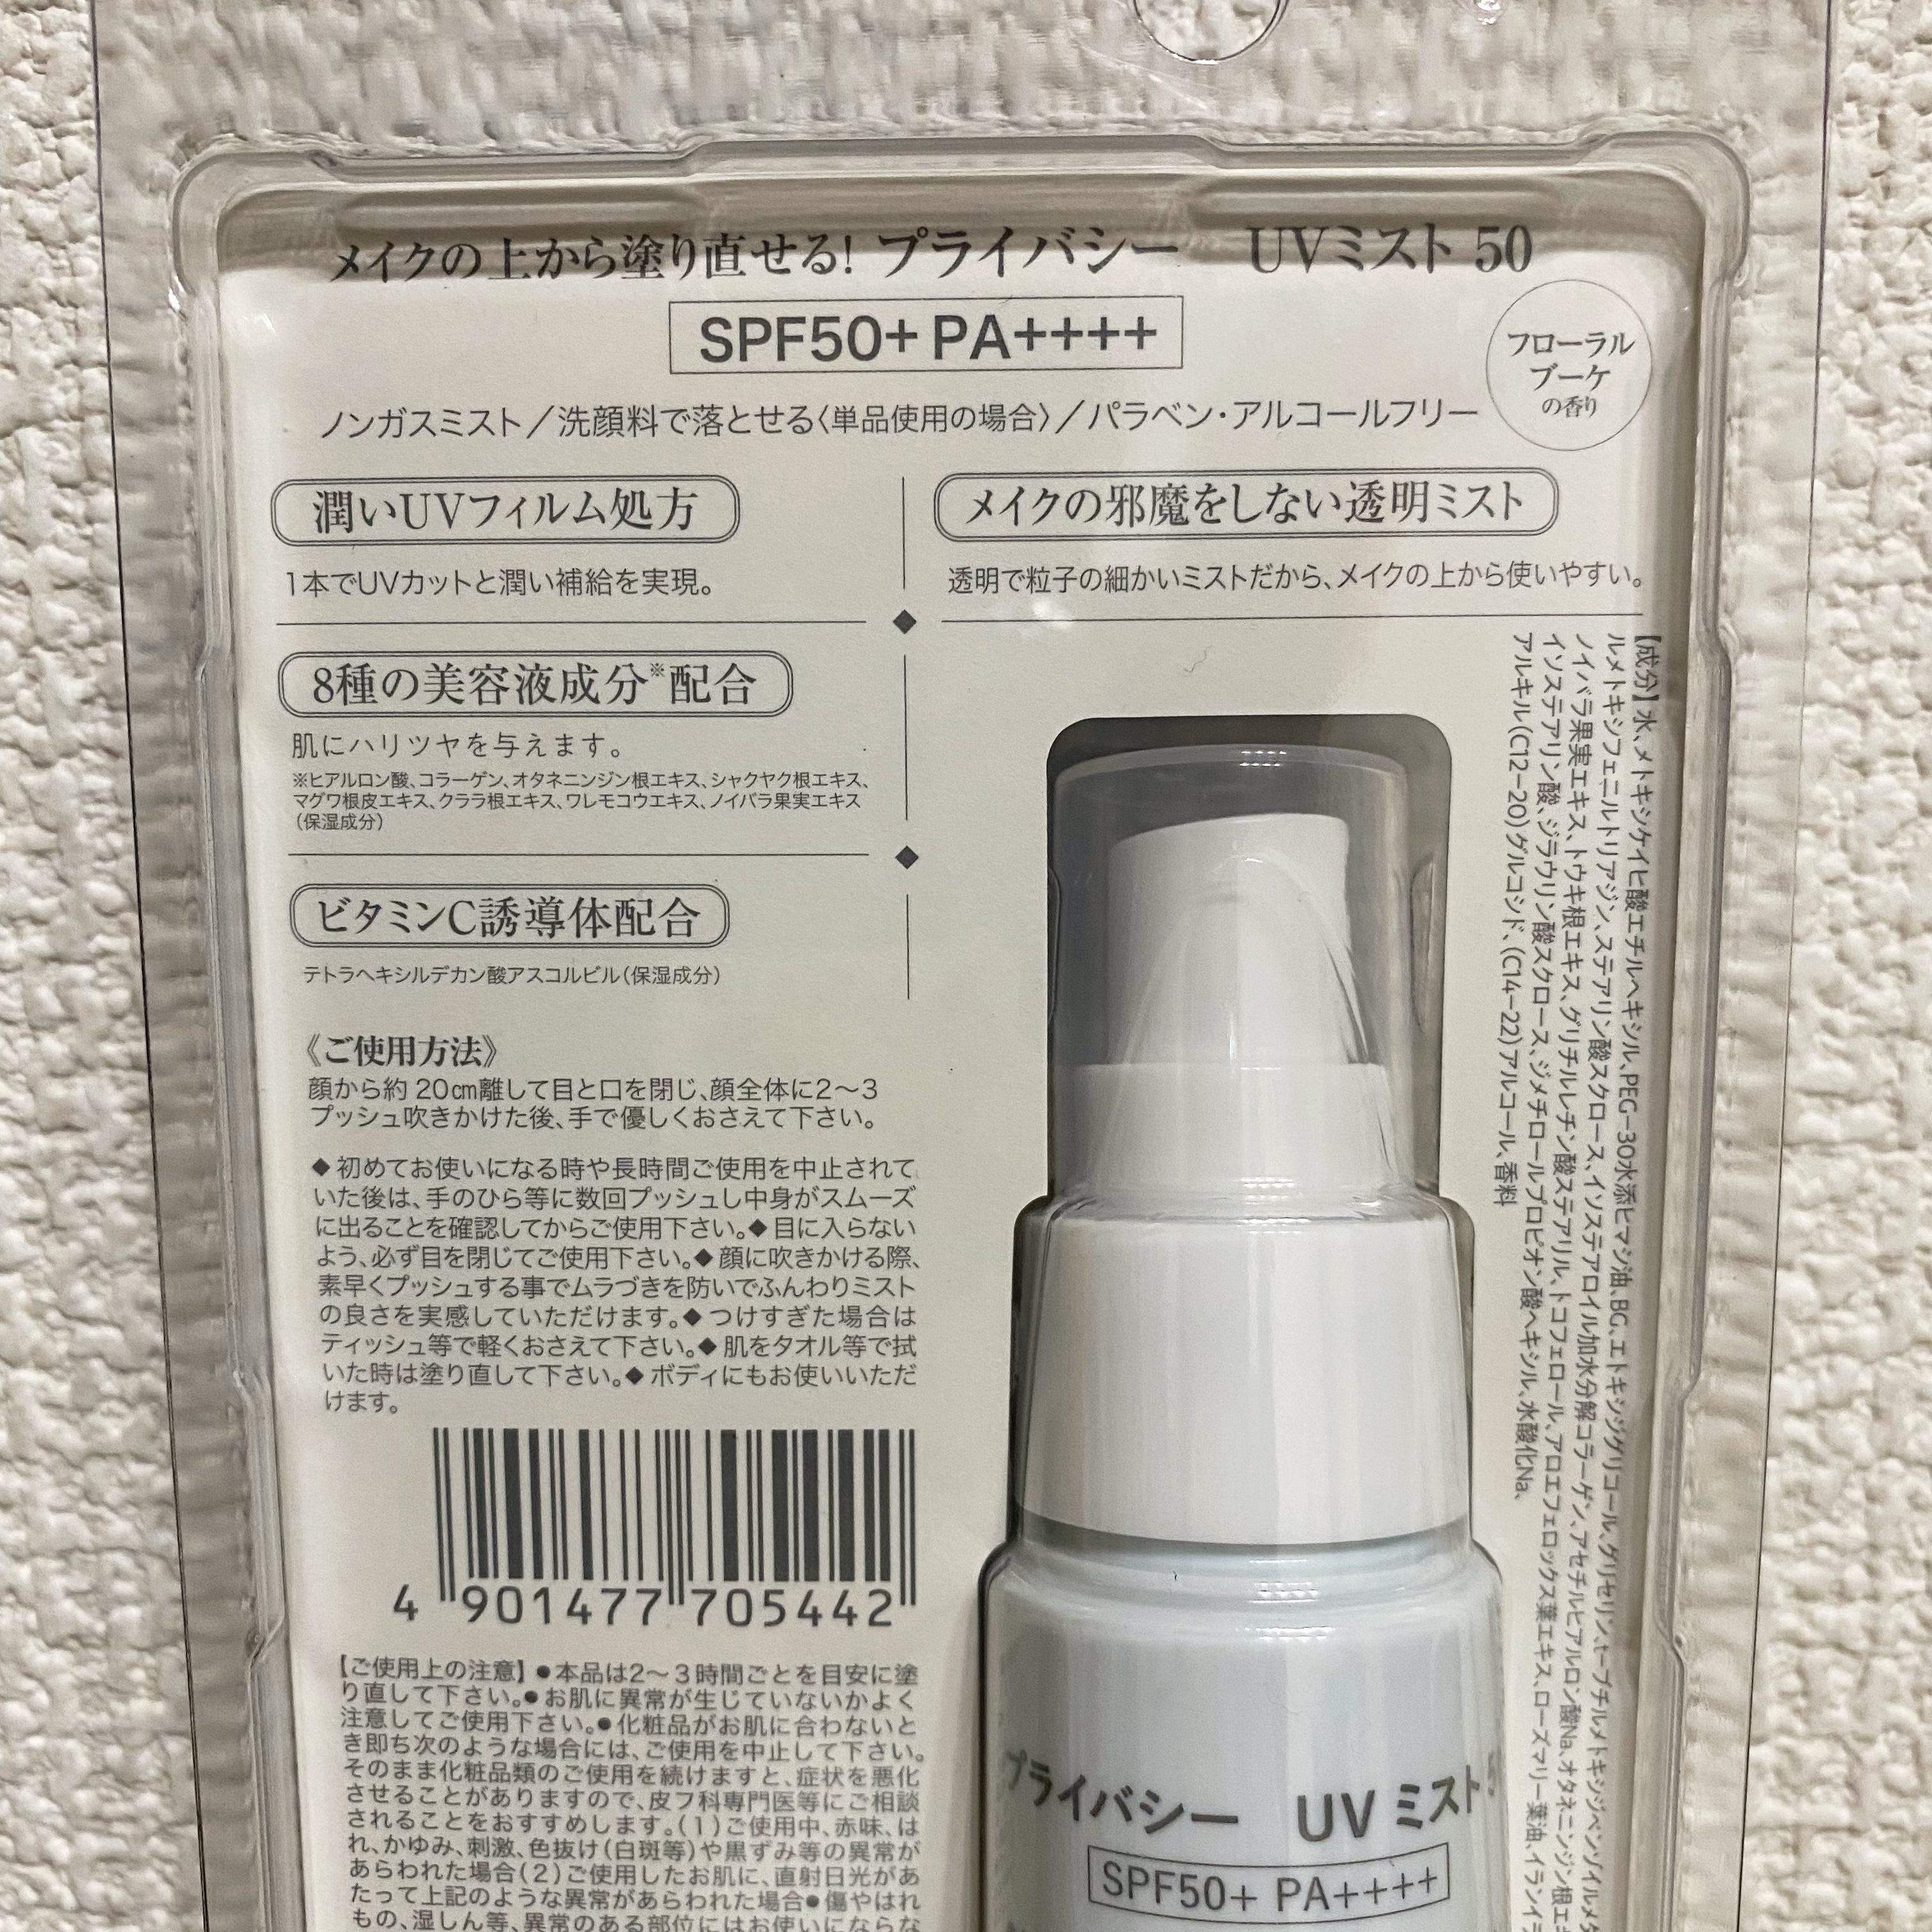 メイクの上から塗り直せる! プライバシー UVミスト 50
SPF50+ PA++++
フローラル
ブーケ
の香り
ノンガスミスト/洗顔料で落とせる〈単品使用の場合〉/パラベン・アルコールフリー
潤いUVフィルム処方
1本でUVカットと潤い補給を実現。
メイクの邪魔をしない透明ミスト
透明で粒子の細かいミストだから、メイクの上から使いやすい。
8種の美容液成分※配合
肌にハリツヤを与えます。
※ヒアルロン酸、コラーゲン、オタネニンジン根エキス、シャクヤク根エキス、
マグワ根皮エキス、クララ根エキス、ワレモコウエキス、ノイバラ果実エキス
(保湿成分)
ビタミンC誘導体配合
テトラヘキシルデカン酸アスコルビル(保湿成分)
《ご使用方法》
顔から約 20㎝離して目と口を閉じ、顔全体に2〜3
プッシュ吹きかけた後、手で優しくおさえて下さい。
◆初めてお使いになる時や長時間ご使用を中止されて
いた後は、手のひら等に数回プッシュし中身がスムーズ
に出ることを確認してからご使用下さい。◆目に入らない
よう、必ず目を閉じてご使用下さい。◆顔に吹きかける際、
素早くプッシュする事でムラづきを防いでふんわりミスト
の良さを実感していただけます。◆つけすぎた場合は
ティッシュ等で軽くおさえて下さい。◆肌をタオル等で拭
いた時は塗り直して下さい。◆ボディにもお使いいただ
けます。
4 901477 705442
【ご使用上の注意】●本品は2〜3時間ごとを目安に塗
り直して下さい。●お肌に異常が生じていないかよく
注意してご使用下さい。●化粧品がお肌に合わないと
き即ち次のような場合には、ご使用を中止して下さい。
そのまま化粧品類のご使用を続けますと、症状を悪化
させることがありますので、皮フ科専門医等にご相談
されることをおすすめします。(1)ご使用中、赤味、は
れ、かゆみ、刺激、色抜け(白斑等)や黒ずみ等の異常が
あらわれた場合(2)ご使用したお肌に、直射日光があ
たって上記のような異常があらわれた場合●傷やはれ
もの、湿しん等、異常のある部位にはお使いにならな
【成分】水、メトキシケイヒ酸エチルヘキシル、PEG-30水添ヒマシ油、BG、エトキシジグリコール、グリセリン、t-ブチルメトキシジベンゾイルメタ
ルメトキシフェニルトリアジン、ステアリン酸スクロース、イソステアロイル加水分解コラーゲン、アセチルヒアルロン酸Na、オタネニンジン根エキ
ノイバラ果実エキス、トウキ根エキス、グリチルレチン酸ステアリル、トコフェロール、アロエフェロックス葉エキス、ローズマリー葉油、イランイラ
イソステアリン酸、ジラウリン酸スクロース、ジメチロールプロピオン酸ヘキシル、水酸化Na、
アルキル(C12-20)グルコシド、(C14-22)アルコール、香料
プライバシー UV ミスト 5
SPF50+ PA++++